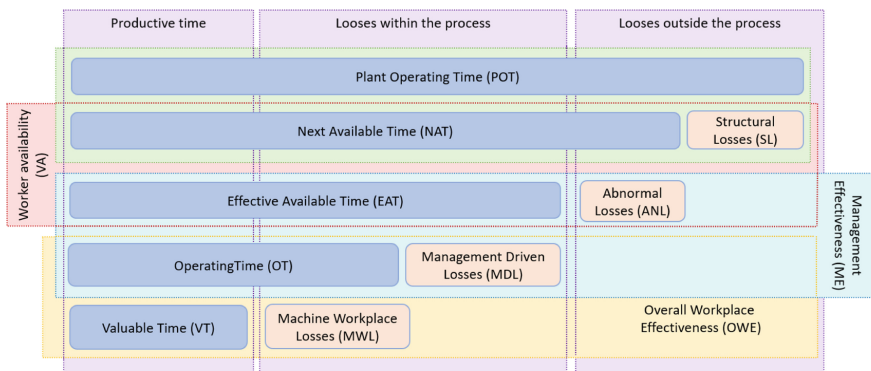 Productive time
Looses within the process
Looses outside the process
Plant Operating Time (POT)
Worker availability
(VA)
Next Available Time (NAT)
Structural
Losses (SL)
Effective Available Time (EAT)
Abnormal
Losses (ANL)
Management
Effectiveness (ME)
OperatingTime (OT)
Management Driven
Losses (MDL)
Valuable Time (VT)
Machine Workplace
Losses (MWL)
Overall Workplace
Effectiveness (OWE)